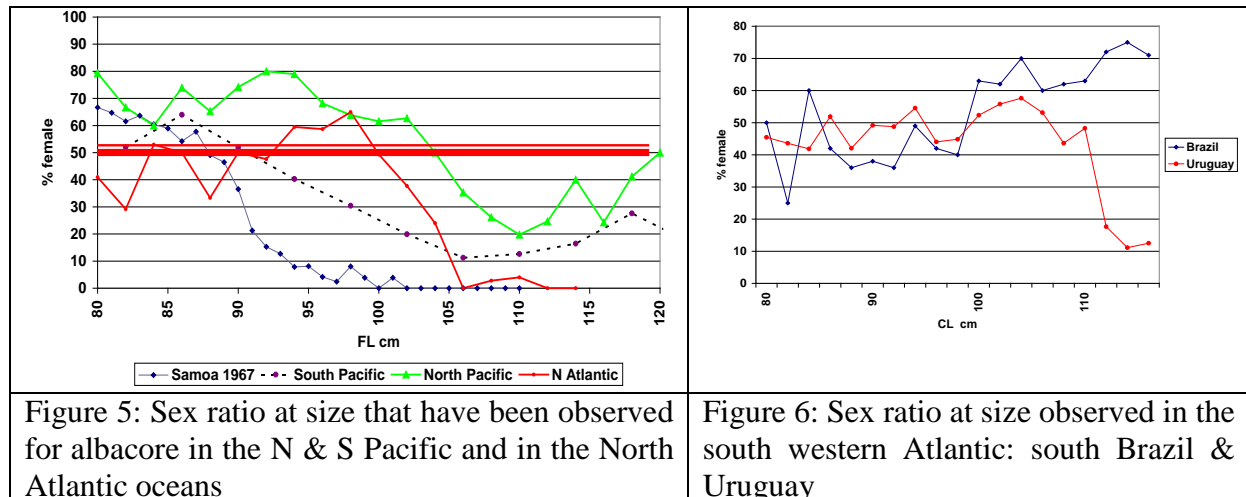 100
90
80
70
60
50
40
30
20
10
0
% female
80
85
90
95
100
105
110
115
120
FL cm
Samoa 1967 South Pacific North Pacific N Atlantic
80
70
60
50
40
30
20
10
0
% female
80
90
100
110
CL cm
Brazil
Uruguay
Figure 5: Sex ratio at size that have been observed
for albacore in the N & S Pacific and in the North
Atlantic oceans
Figure 6: Sex ratio at size observed in the
south western Atlantic: south Brazil &
Uruguay